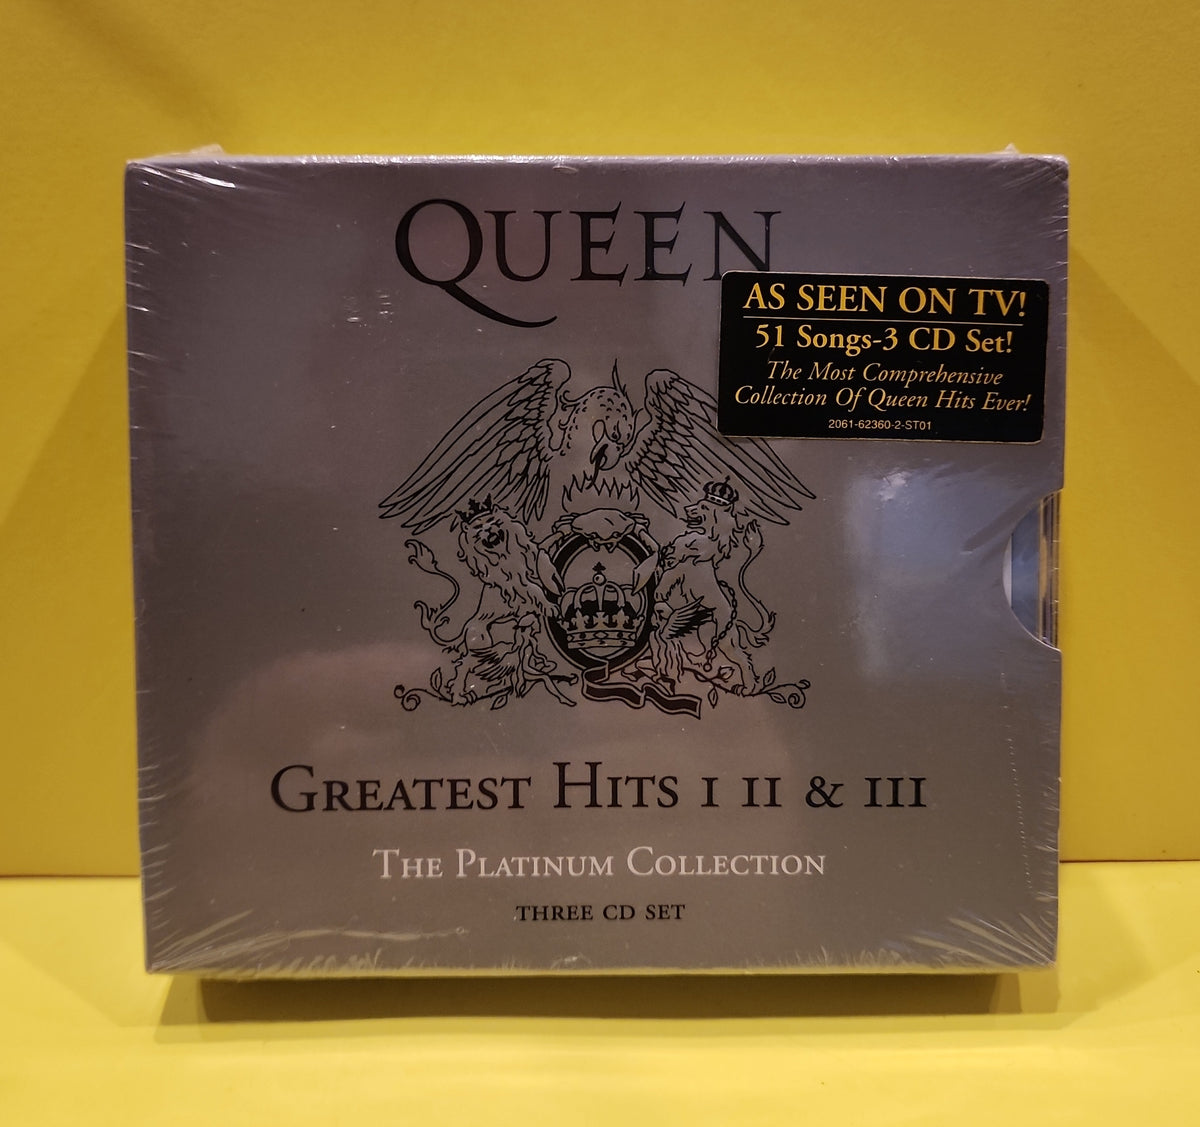 QUEEN
AS SEEN ON TV!
51 Songs-3 CD Set!
The Most Comprehensive
Collection Of Queen Hits Ever!
2061-62360-2-ST01
GREATEST HITS I II & III
THE PLATINUM COLLECTION
THREE CD SET